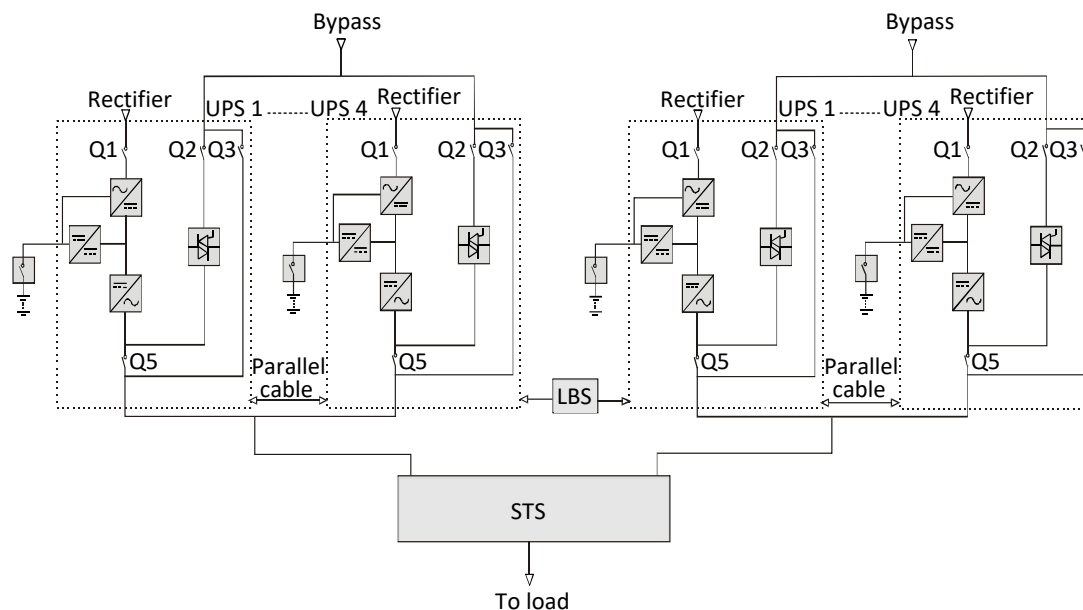 Bypass
Bypass
Rectifier
UPS 1
UPS 4
Rectifier
Rectifier
UPS 1
UPS 4
Rectifier
Q1
Q2
Q3
Q1
Q2
Q3
Q1
Q2
Q3
Q1
Q2
Q3
Q5
Q5
Q5
Q5
Parallel
cable
LBS
Parallel
cable
STS
To load